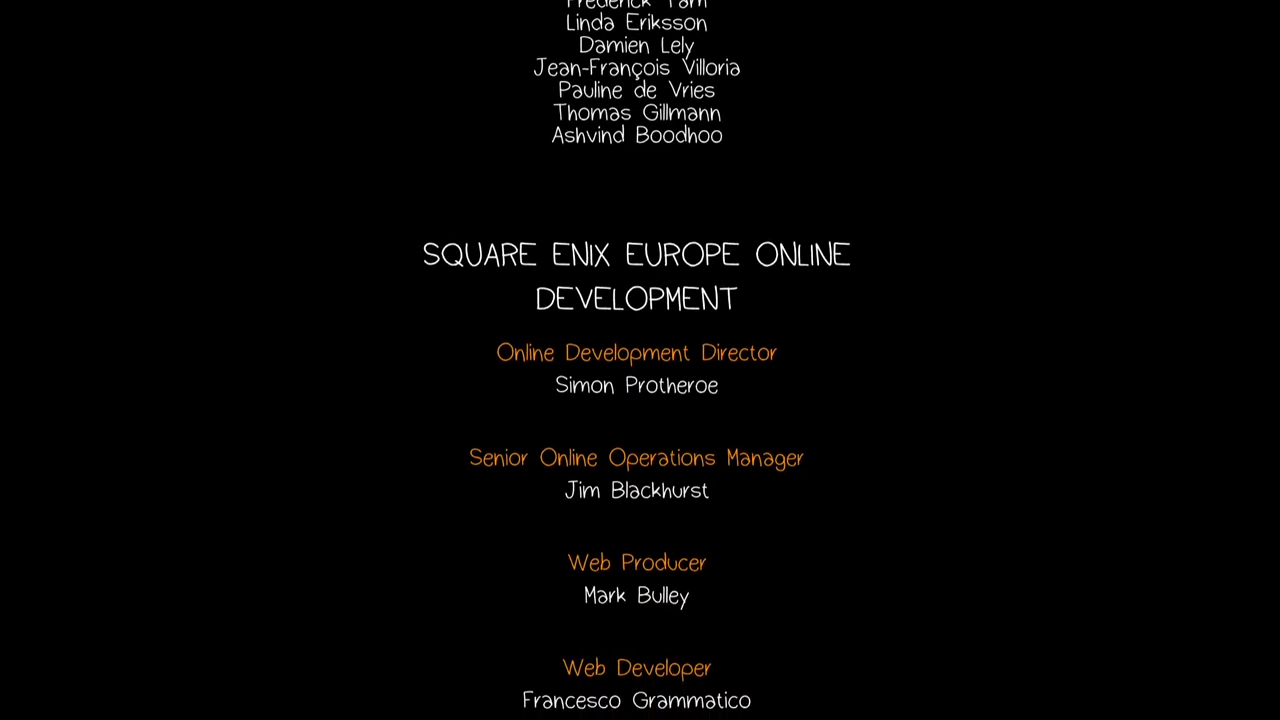 Frederick Tam
Linda Eriksson
Damien Lely
Jean-François Villoria
Pauline de Vries
Thomas Gillmann
Ashvind Boodhoo
SQUARE ENIX EUROPE ONLINE
DEVELOPMENT
Online Development Director
Simon Protheroe
Senior Online Operations Manager
Jim Blackhurst
Web Producer
Mark Bulley
Web Developer
Francesco Grammatico